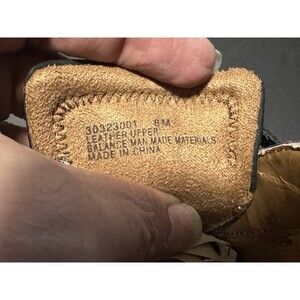 30323001 8M
LEATHER UPPER
BALANCE MAN MADE MATERIALS
MADE IN CHINA